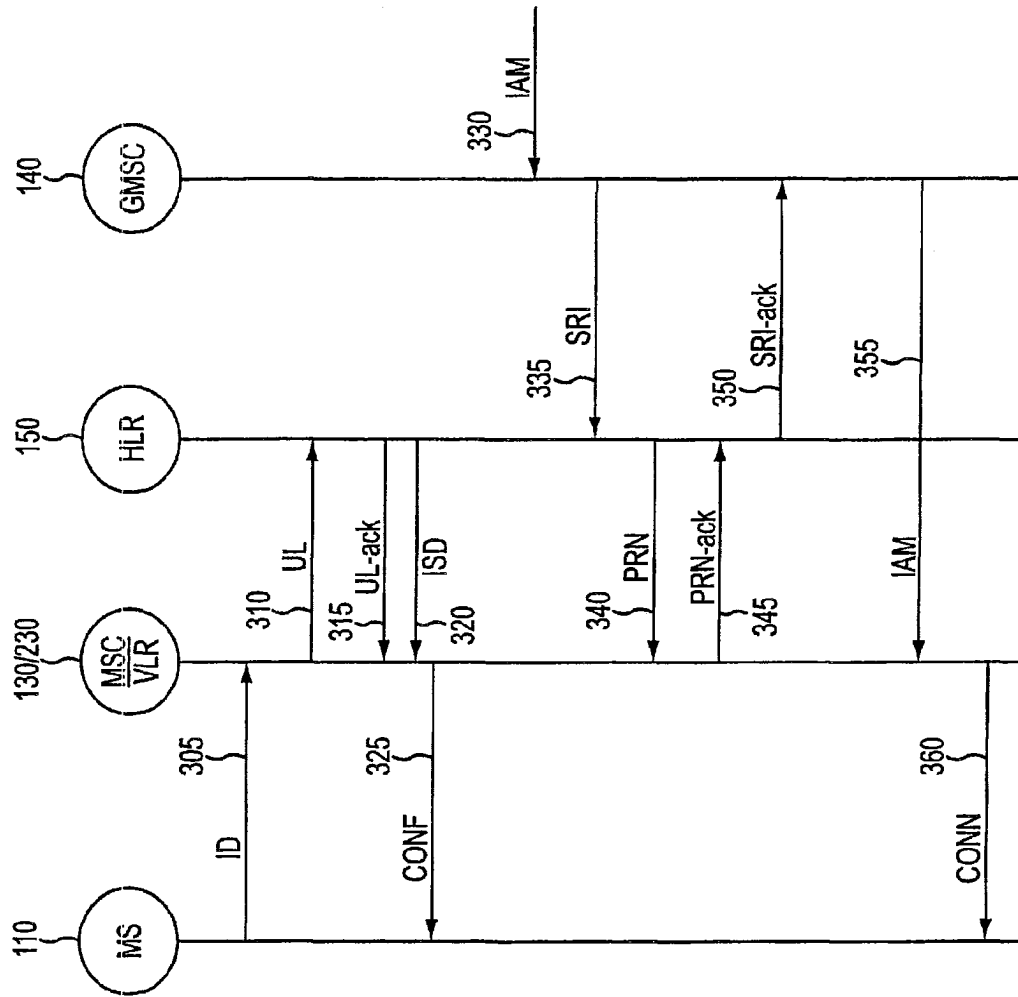 110
MS
130/230
MSC
VLR
150
HLR
140
GMSC
ID
305
310
UL
UL-ack
315
ISD
320
CONF
325
330
IAM
335
SRI
PRN
340
PRN-ack
345
350
SRI-ack
IAM
355
CONN
360